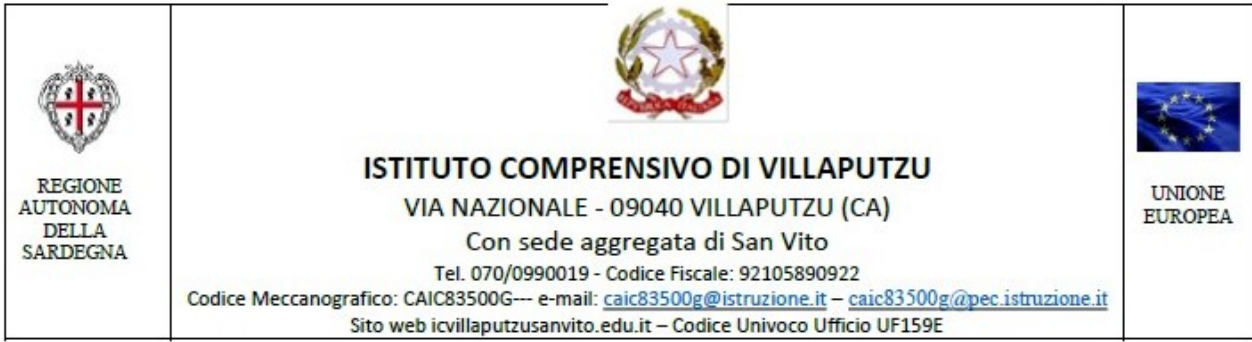 REGIONE
AUTONOMA
DELLA
SARDEGNA
REPVBBLICA ITALIANA
ISTITUTO COMPRENSIVO DI VILLAPUTZU
VIA NAZIONALE - 09040 VILLAPUTZU (CA)
Con sede aggregata di San Vito
Tel. 070/0990019 - Codice Fiscale: 92105890922
Codice Meccanografico: CAIC83500G--- e-mail: caic83500g@istruzione.it – caic83500g@pec.istruzione.it
Sito web icvillaputzusanvito.edu.it – Codice Univoco Ufficio UF159E
UNIONE
EUROPEA